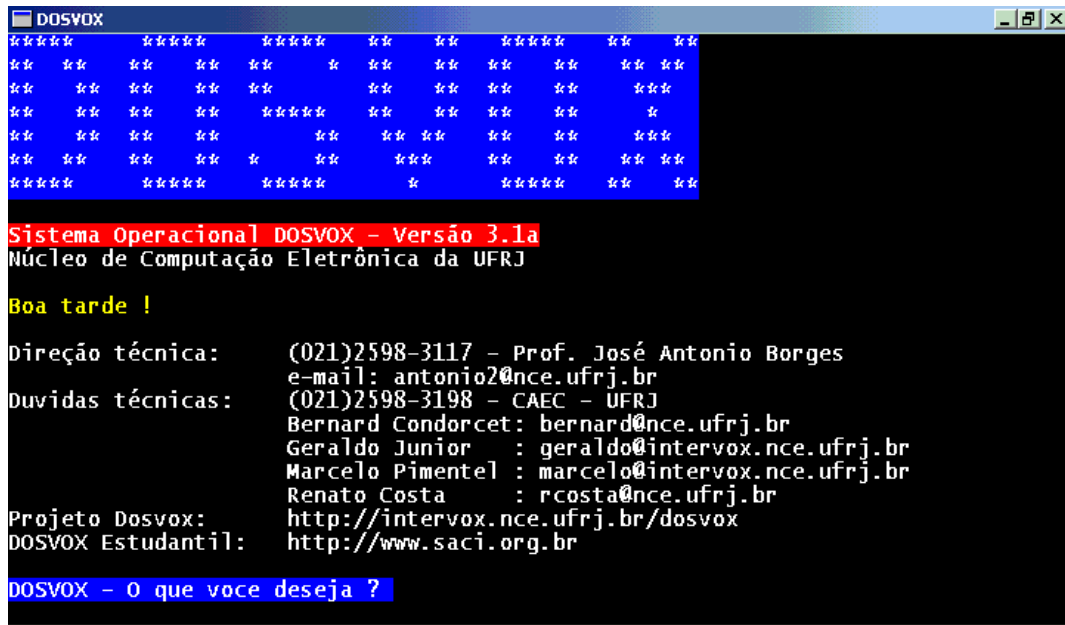 DOSVOX
DOSVOX
Sistema Operacional DOSVOX - Versão 3.1a
Núcleo de Computação Eletrônica da UFRJ
Boa tarde !
Direção técnica: (021)2598-3117 - Prof. José Antonio Borges
e-mail: antonio2@nce.ufrj.br
Duvidas técnicas: (021)2598-3198 - CAEC - UFRJ
Bernard Condorcet: bernard@nce.ufrj.br
Geraldo Junior : geraldo@intervox.nce.ufrj.br
Marcelo Pimentel : marcelo@intervox.nce.ufrj.br
Renato Costa : rcosta@nce.ufrj.br
Projeto Dosvox: http://intervox.nce.ufrj.br/dosvox
DOSVOX Estudantil: http://www.saci.org.br
DOSVOX - O que voce deseja ?